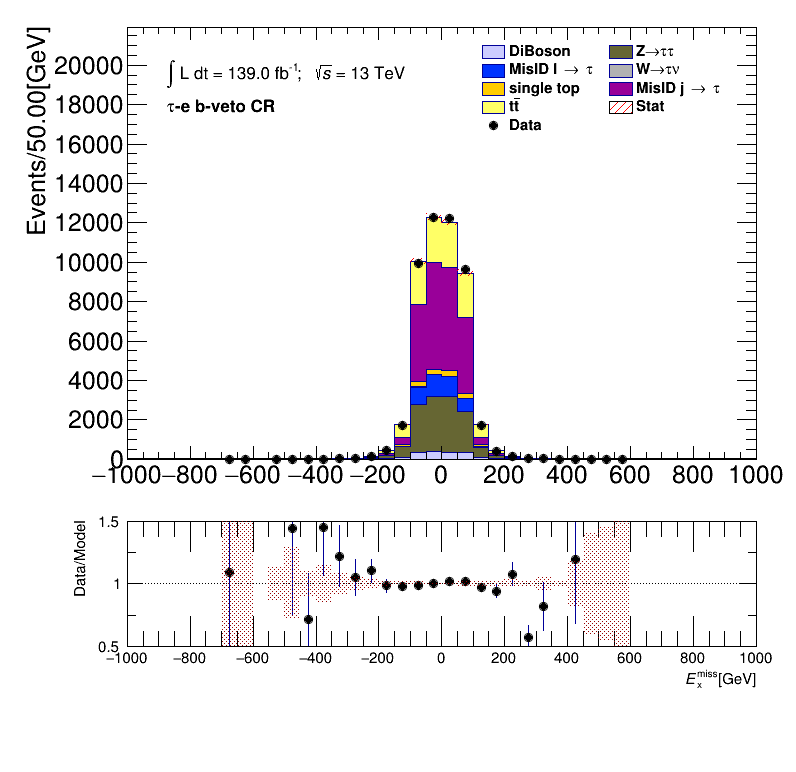 DiBoson
Z→ττ
∫ L dt = 139.0 fb⁻¹; √s = 13 TeV
MisID l → τ
W→τν
single top
MisID j → τ
τ-e b-veto CR
tt̄
Stat
Data
Events/50.00[GeV]
20000
18000
16000
14000
12000
10000
8000
6000
4000
2000
0
−1000 −800 −600 −400 −200 0 200 400 600 800 1000
Data/Model
1.5
1
0.5
−1000 −800 −600 −400 −200 0 200 400 600 800 1000
E_x^miss[GeV]